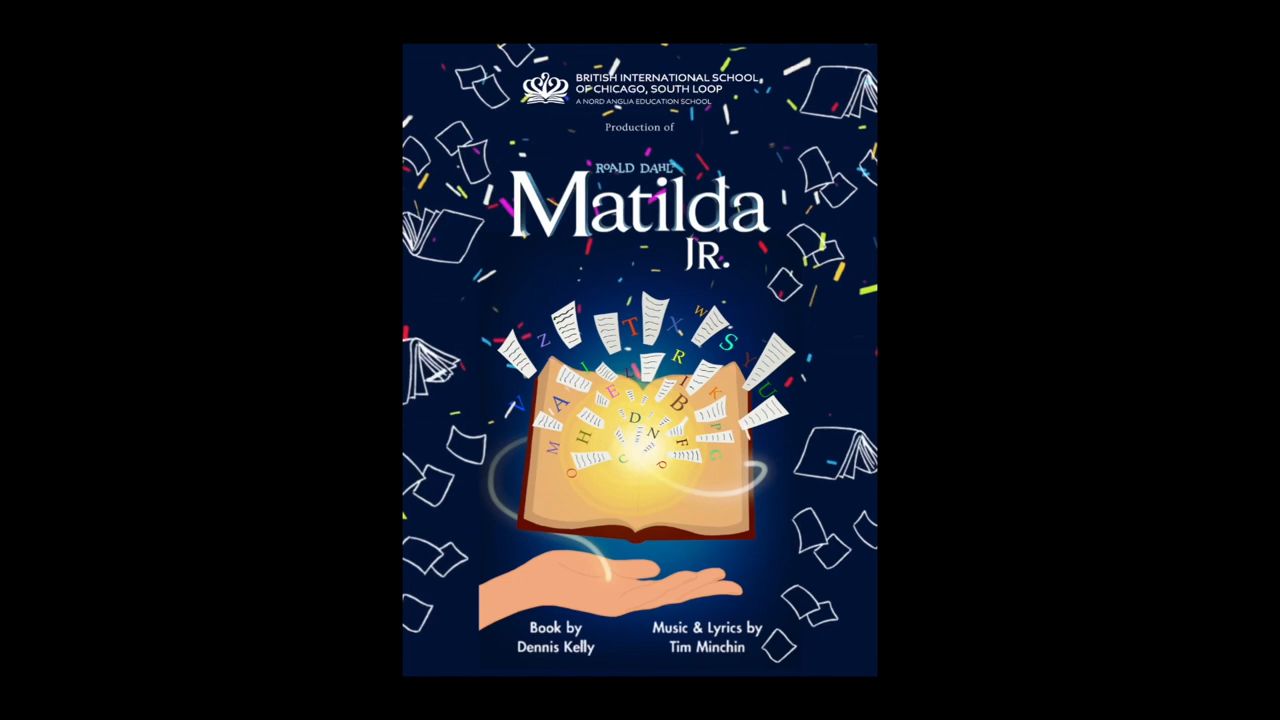 BRITISH INTERNATIONAL SCHOOL
OF CHICAGO, SOUTH LOOP
A NORD ANGLIA EDUCATION SCHOOL
Production of
ROALD DAHL'S
Matilda
JR.
W
T X
Z S
R Y
J
E I K U
V A B
D P
M H N F G
O C Q
Book by
Dennis Kelly
Music & Lyrics by
Tim Minchin